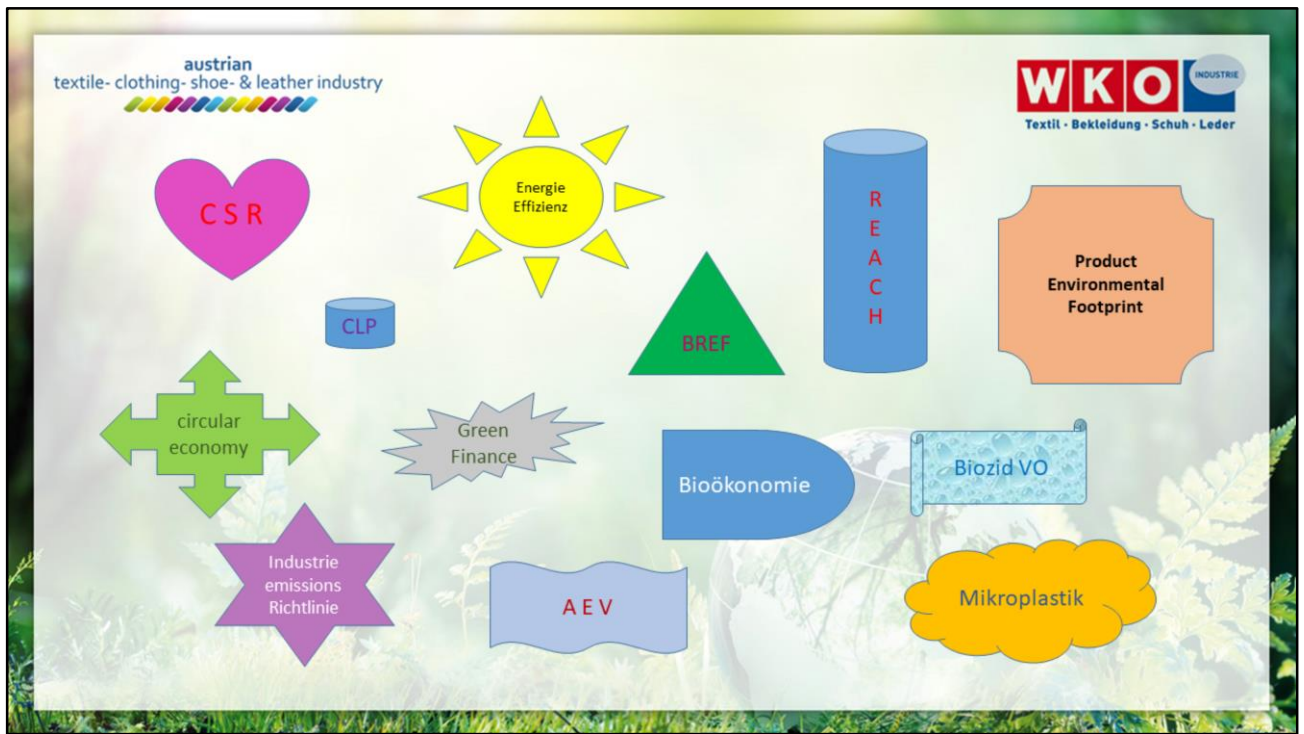 austrian
textile- clothing- shoe- & leather industry
WKO
INDUSTRIE
Textil · Bekleidung · Schuh · Leder
C S R
Energie
Effizienz
R
E
A
C
H
Product
Environmental
Footprint
CLP
BREF
circular
economy
Green
Finance
Bioökonomie
Biozid VO
Industrie
emissions
Richtlinie
A E V
Mikroplastik